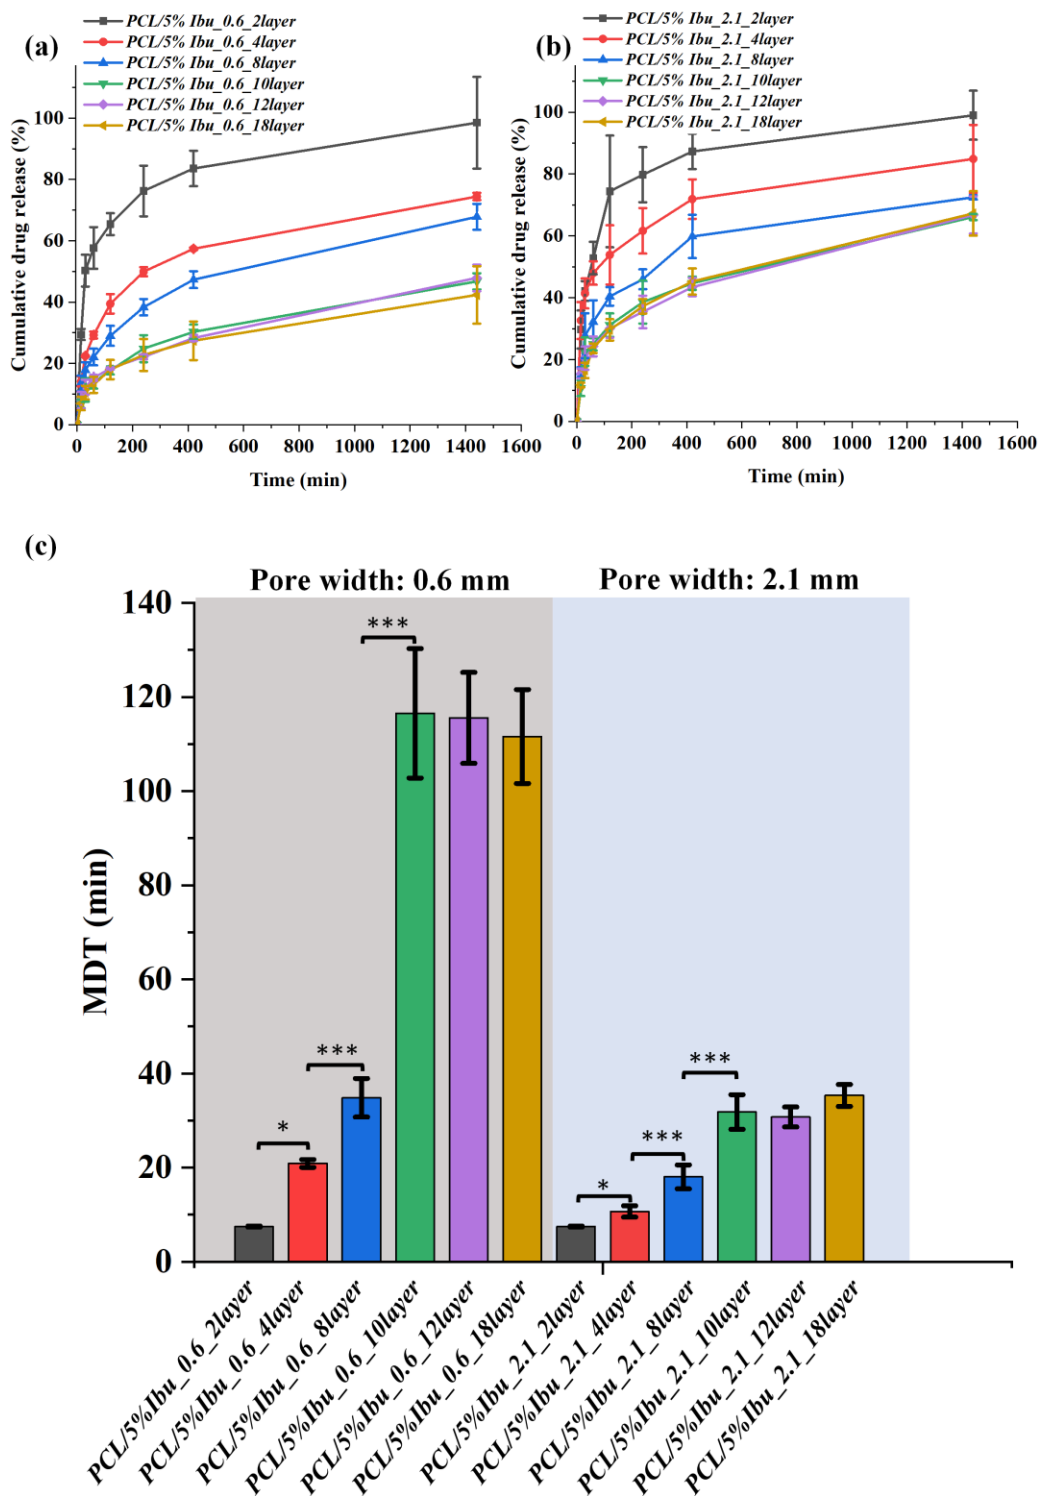 (a)
PCL/5% Ibu_0.6_2layer
PCL/5% Ibu_0.6_4layer
PCL/5% Ibu_0.6_8layer
PCL/5% Ibu_0.6_10layer
PCL/5% Ibu_0.6_12layer
PCL/5% Ibu_0.6_18layer
Cumulative drug release (%)
100
80
60
40
20
0
0 200 400 600 800 1000 1200 1400 1600
Time (min)
(b)
PCL/5% Ibu_2.1_2layer
PCL/5% Ibu_2.1_4layer
PCL/5% Ibu_2.1_8layer
PCL/5% Ibu_2.1_10layer
PCL/5% Ibu_2.1_12layer
PCL/5% Ibu_2.1_18layer
Cumulative drug release (%)
100
80
60
40
20
0
0 200 400 600 800 1000 1200 1400 1600
Time (min)
(c)
Pore width: 0.6 mm
Pore width: 2.1 mm
MDT (min)
140
120
100
80
60
40
20
0
*
***
***
*
***
***
PCL/5%Ibu_0.6_2layer
PCL/5%Ibu_0.6_4layer
PCL/5%Ibu_0.6_8layer
PCL/5%Ibu_0.6_10layer
PCL/5%Ibu_0.6_12layer
PCL/5%Ibu_0.6_18layer
PCL/5%Ibu_2.1_2layer
PCL/5%Ibu_2.1_4layer
PCL/5%Ibu_2.1_8layer
PCL/5%Ibu_2.1_10layer
PCL/5%Ibu_2.1_12layer
PCL/5%Ibu_2.1_18layer